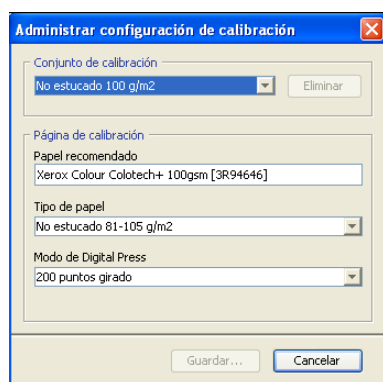 Administrar configuración de calibración
Conjunto de calibración
No estucado 100 g/m2
Eliminar
Página de calibración
Papel recomendado
Xerox Colour Colotech+ 100gsm [3R94646]
Tipo de papel
No estucado 81-105 g/m2
Modo de Digital Press
200 puntos girado
Guardar...
Cancelar